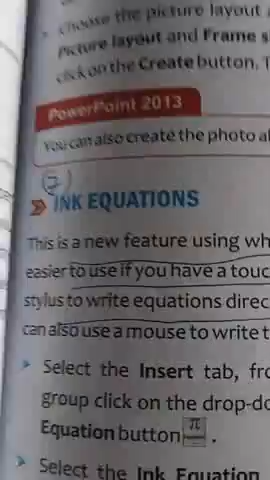 choose the picture layout
Picture layout and Frame s
click on the Create button. T
PowerPoint 2013
You can also create the photo al
2
INK EQUATIONS
This is a new feature using wh
easier to use if you have a touc
stylus to write equations direc
can also use a mouse to write t
Select the Insert tab, fro
group click on the drop-do
Equation button π .
Select the Ink Equation